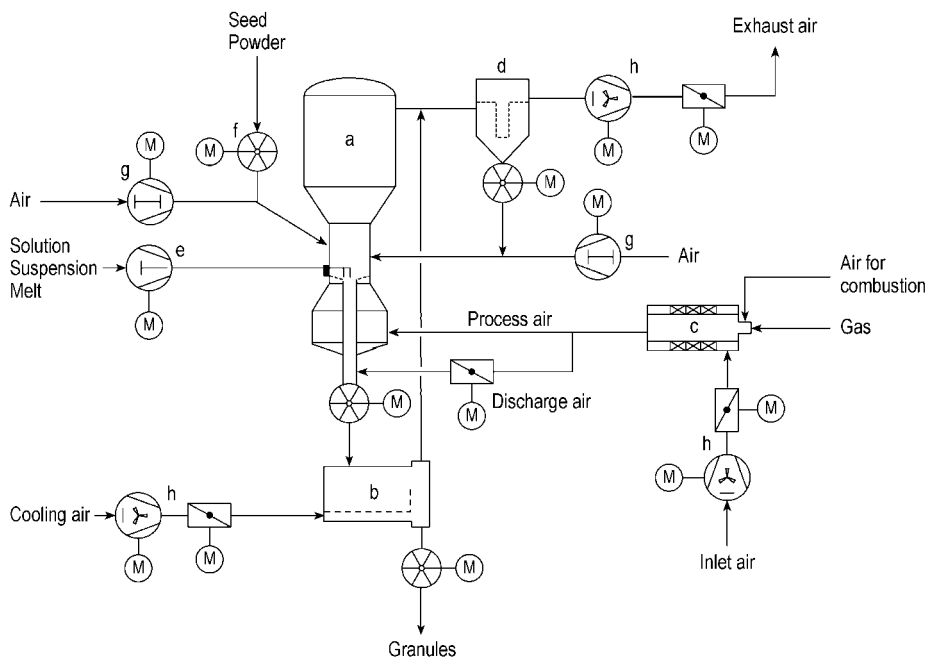 Seed
Powder
Exhaust air
d
h
M
f
M
a
M
M
g
M
M
g
Air
Air
Solution
Suspension
Melt
e
M
Air for
combustion
Process air
c
Gas
M
Discharge air
M
M
M
h
M
b
h
Cooling air
M
M
M
Inlet air
Granules